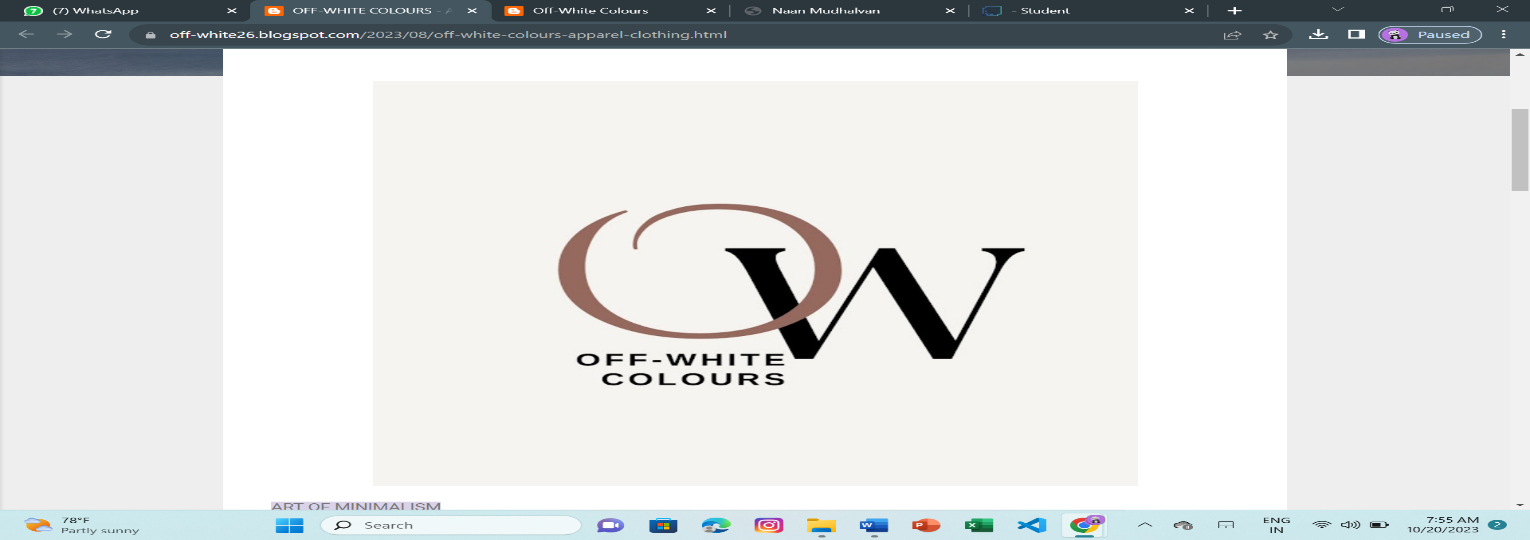 (7) WhatsApp
OFF-WHITE COLOURS - A
Off-White Colours
Naan Mudhalvan
- Student
off-white26.blogspot.com/2023/08/off-white-colours-apparel-clothing.html
Paused
OW
OFF-WHITE
COLOURS
ART OF MINIMALISM
78°F
Partly sunny
Search
ENG
IN
7:55 AM
10/20/2023